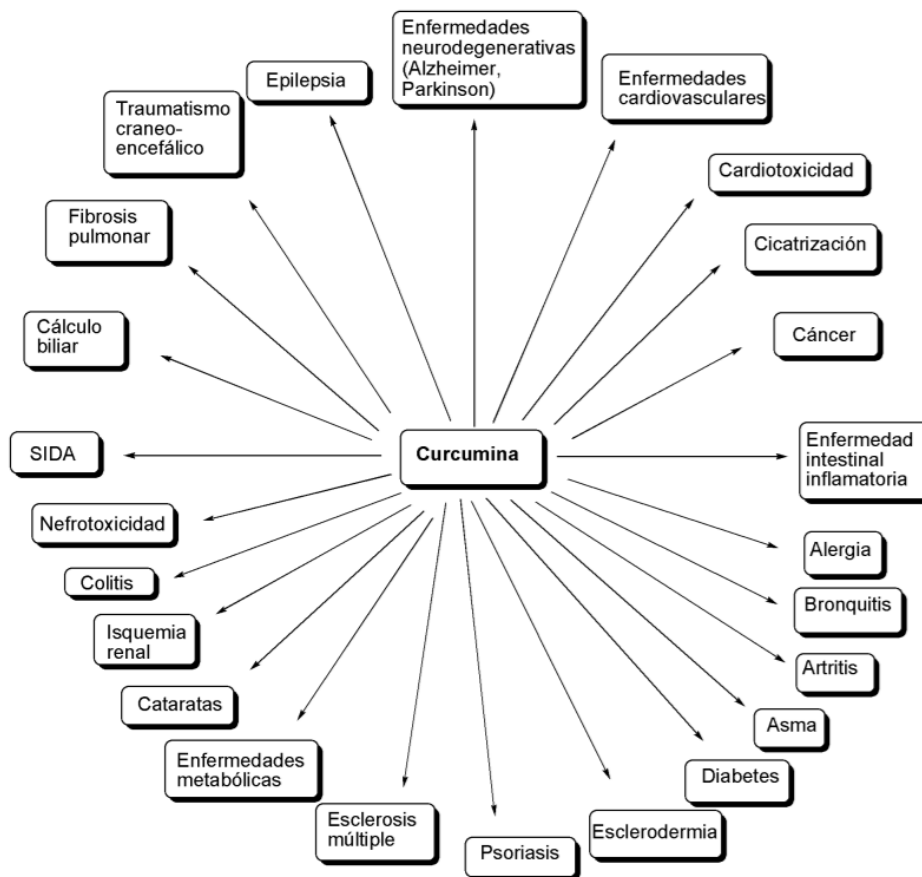 Enfermedades
neurodegenerativas
(Alzheimer,
Parkinson)
Enfermedades
cardiovasculares
Cardiotoxicidad
Cicatrización
Cáncer
Enfermedad
intestinal
inflamatoria
Alergia
Bronquitis
Artritis
Asma
Diabetes
Esclerodermia
Psoriasis
Esclerosis
múltiple
Enfermedades
metabólicas
Cataratas
Isquemia
renal
Colitis
Nefrotoxicidad
SIDA
Cálculo
biliar
Fibrosis
pulmonar
Traumatismo
craneo-
encefálico
Epilepsia
Curcumina